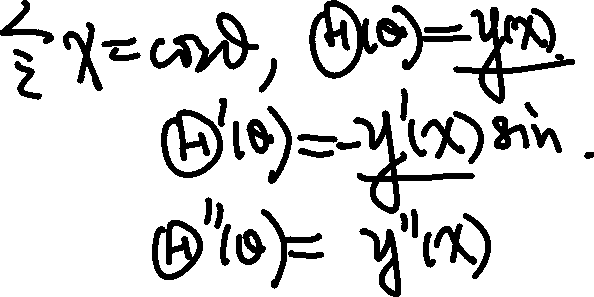 令 x = cosθ, Ⓗ(θ) = y(x).
Ⓗ'(θ) = -y'(x) sin.
Ⓗ''(θ) = y''(x)